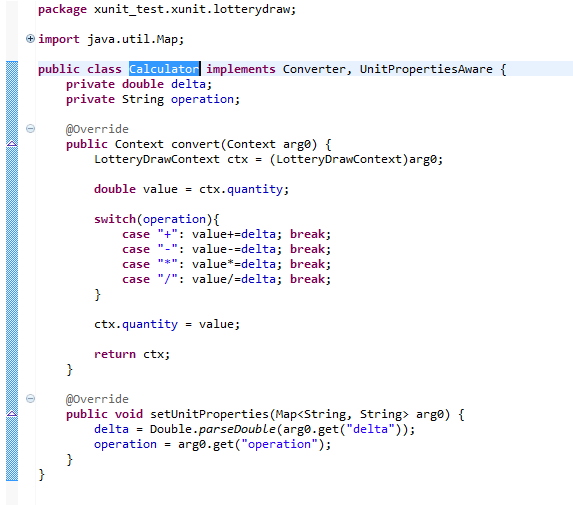 package xunit_test.xunit.lotterydraw;
import java.util.Map;
public class Calculator implements Converter, UnitPropertiesAware {
    private double delta;
    private String operation;
    @Override
    public Context convert(Context arg0) {
        LotteryDrawContext ctx = (LotteryDrawContext)arg0;
        double value = ctx.quantity;
        switch(operation){
            case "+": value+=delta; break;
            case "-": value-=delta; break;
            case "*": value*=delta; break;
            case "/": value/=delta; break;
        }
        ctx.quantity = value;
        return ctx;
    }
    @Override
    public void setUnitProperties(Map<String, String> arg0) {
        delta = Double.parseDouble(arg0.get("delta"));
        operation = arg0.get("operation");
    }
}